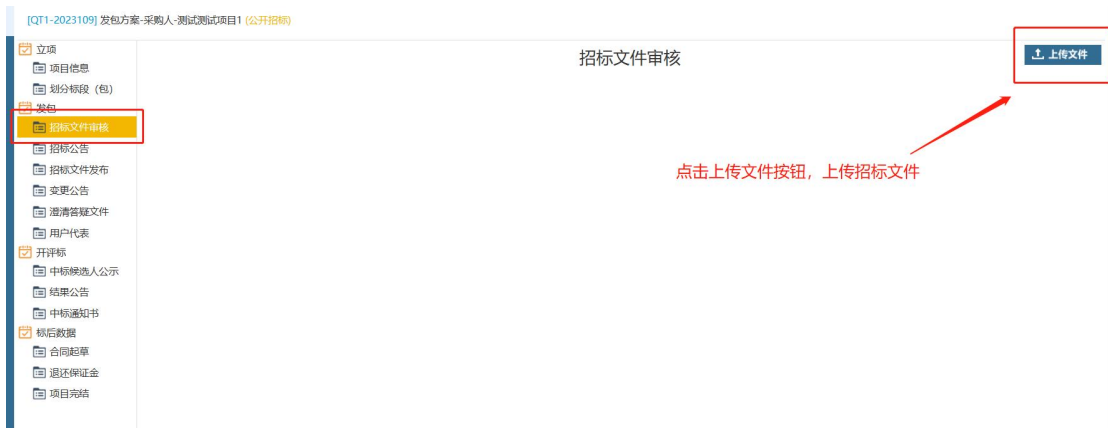 [QT1-2023109] 发包方案-采购人-测试测试项目1 (公开招标)
立项
项目信息
划分标段（包）
发包
招标文件审核
招标公告
招标文件发布
变更公告
澄清答疑文件
用户代表
开评标
中标候选人公示
结果公告
中标通知书
标后数据
合同起草
退还保证金
项目完结
招标文件审核
上传文件
点击上传文件按钮，上传招标文件